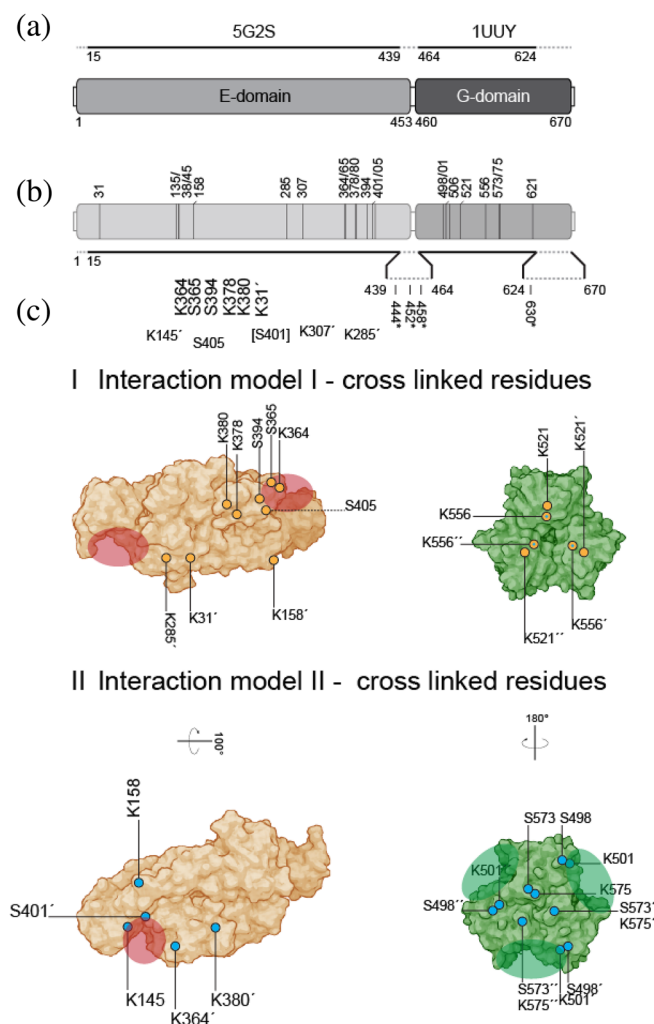 (a)
5G2S 1UUY
15 439 464 624
E-domain G-domain
1 453 460 670
(b)
31 135/ 38/45 158 285 307 364/65 378/80 394 401/05 498/01 506 521 556 573/75 621
1 15 439 464 624 670
444* 452* 458* 630*
(c)
K364 S365 S394 K378 K380 K31´
K145´ S405 [S401] K307´ K285´
I Interaction model I - cross linked residues
K380 K378 S394 S365 K364
S405
K285´ K31´ K158´
K521 K521´
K556
K556´´
K521´´ K556´
II Interaction model II - cross linked residues
100° 180°
K158
S401´
K145 K364´ K380´
S573 S498
K501´´ K501
K575
S498´´ S573´
K575´
S573´´ S498´
K575´´ K501´